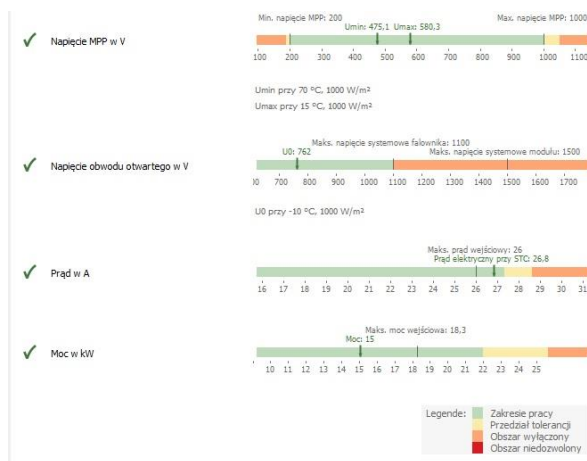 Min. napięcie MPP: 200
Max. napięcie MPP: 1000
Umin: 475,1 Umax: 580,3
Napięcie MPP w V
100 200 300 400 500 600 700 800 900 1000 1100
Umin przy 70 ºC, 1000 W/m²
Umax przy 15 ºC, 1000 W/m²
Maks. napięcie systemowe falownika: 1100
U0: 762
Maks. napięcie systemowe modułu: 1500
Napięcie obwodu otwartego w V
00 700 800 900 1000 1100 1200 1300 1400 1500 1600 1700
U0 przy -10 ºC, 1000 W/m²
Maks. prąd wejściowy: 26
Prąd elektryczny przy STC: 26.8
Prąd w A
16 17 18 19 20 21 22 23 24 25 26 27 28 29 30 31
Maks. moc wejściowa: 18,3
Moc: 15
Moc w kW
10 11 12 13 14 15 16 17 18 19 20 21 22 23 24 25
Legende:
Zakresie pracy
Przedział tolerancji
Obszar wyłączony
Obszar niedozwolony